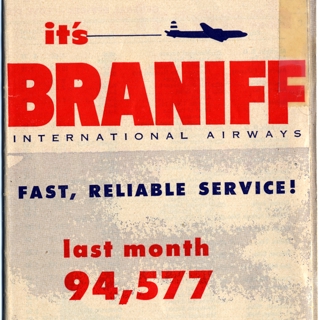 it's
BRANIFF
INTERNATIONAL AIRWAYS
FAST, RELIABLE SERVICE!
last month
94,577